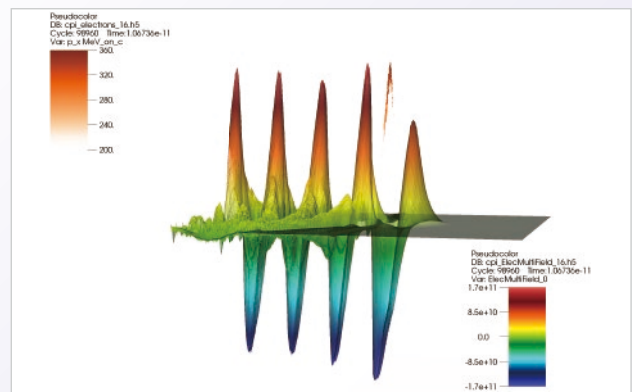 Pseudocolor
DB: cpi_electrons_16.h5
Cycle: 98960 Time:1.06736e-11
Var: p_x MeV_on_c
360.
320.
280.
240.
200.
Pseudocolor
DB: cpi_ElecMultiField_16.h5
Cycle: 98960 Time:1.06736e-11
Var: ElecMultiField_0
1.7e+11
8.5e+10
0.0
-8.5e+10
-1.7e+11